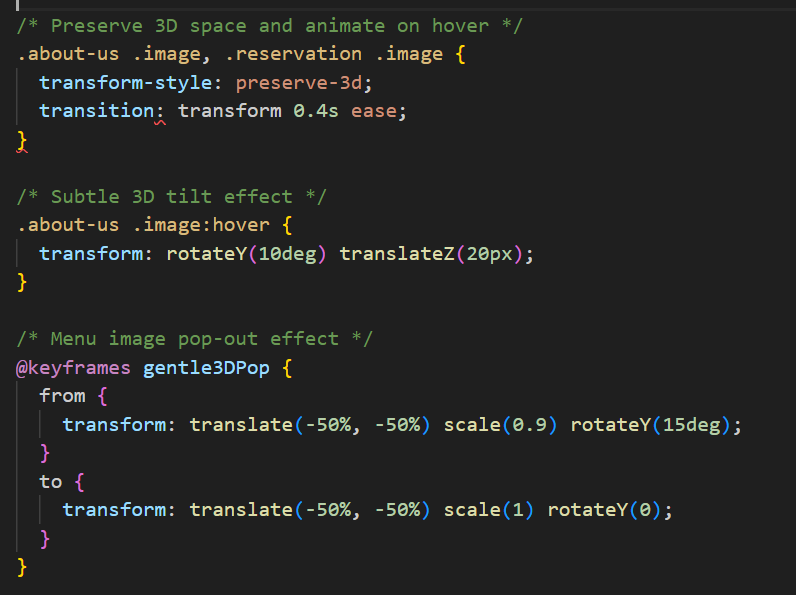 /* Preserve 3D space and animate on hover */
.about-us .image, .reservation .image {
  transform-style: preserve-3d;
  transition: transform 0.4s ease;
}

/* Subtle 3D tilt effect */
.about-us .image:hover {
  transform: rotateY(10deg) translateZ(20px);
}

/* Menu image pop-out effect */
@keyframes gentle3DPop {
  from {
    transform: translate(-50%, -50%) scale(0.9) rotateY(15deg);
  }
  to {
    transform: translate(-50%, -50%) scale(1) rotateY(0);
  }
}